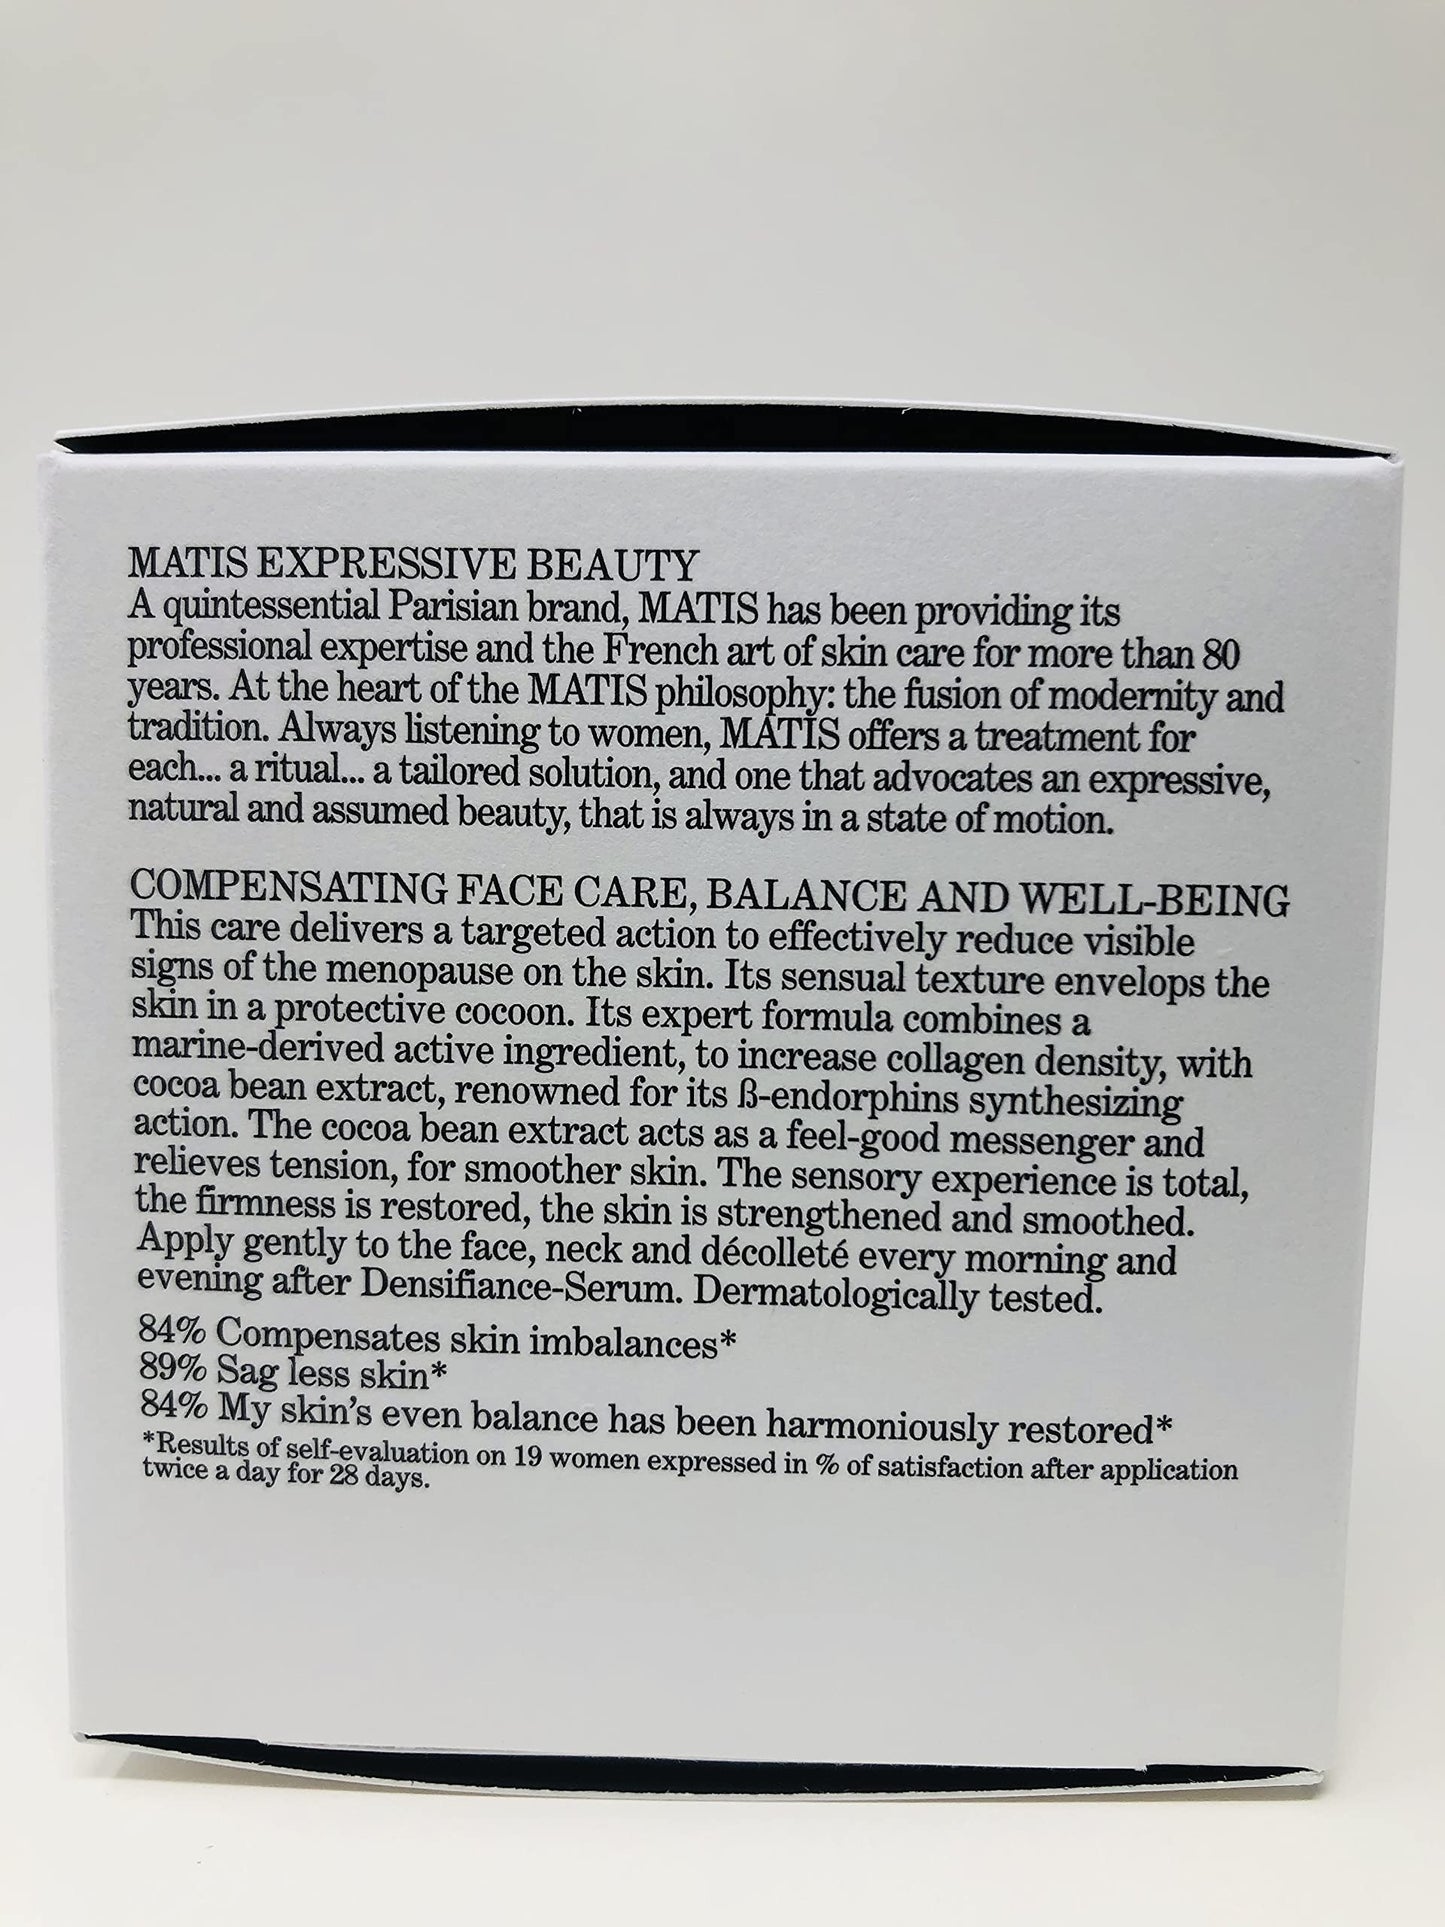 MATIS EXPRESSIVE BEAUTY
A quintessential Parisian brand, MATIS has been providing its
professional expertise and the French art of skin care for more than 80
years. At the heart of the MATIS philosophy: the fusion of modernity and
tradition. Always listening to women, MATIS offers a treatment for
each... a ritual... a tailored solution, and one that advocates an expressive,
natural and assumed beauty, that is always in a state of motion.
COMPENSATING FACE CARE, BALANCE AND WELL-BEING
This care delivers a targeted action to effectively reduce visible
signs of the menopause on the skin. Its sensual texture envelops the
skin in a protective cocoon. Its expert formula combines a
marine-derived active ingredient, to increase collagen density, with
cocoa bean extract, renowned for its ß-endorphins synthesizing
action. The cocoa bean extract acts as a feel-good messenger and
relieves tension, for smoother skin. The sensory experience is total,
the firmness is restored, the skin is strengthened and smoothed.
Apply gently to the face, neck and décolleté every morning and
evening after Densifiance-Serum. Dermatologically tested.
84% Compensates skin imbalances*
89% Sag less skin*
84% My skin's even balance has been harmoniously restored*
*Results of self-evaluation on 19 women expressed in % of satisfaction after application
twice a day for 28 days.